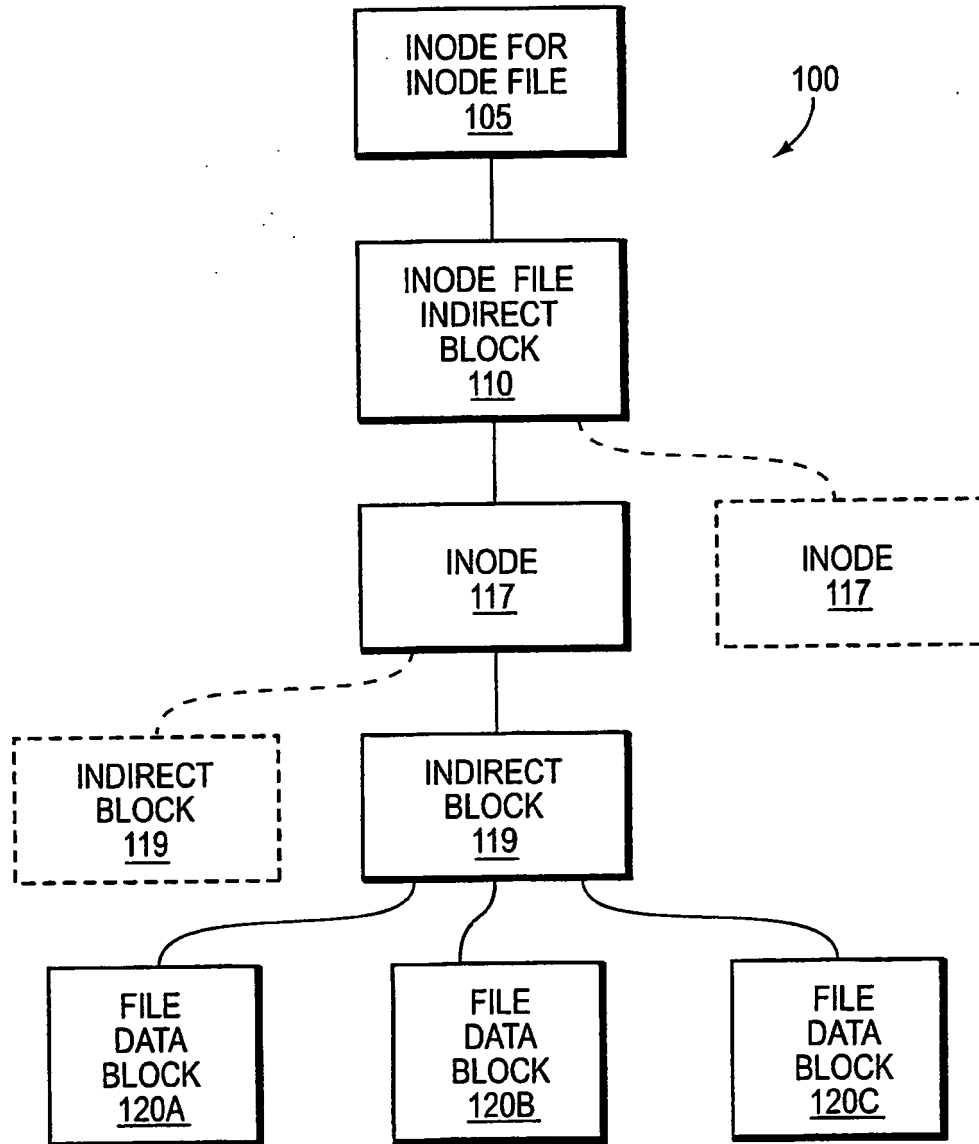 INODE FOR
INODE FILE
105
100
INODE FILE
INDIRECT
BLOCK
110
INODE
117
INODE
117
INDIRECT
BLOCK
119
INDIRECT
BLOCK
119
FILE
DATA
BLOCK
120A
FILE
DATA
BLOCK
120B
FILE
DATA
BLOCK
120C